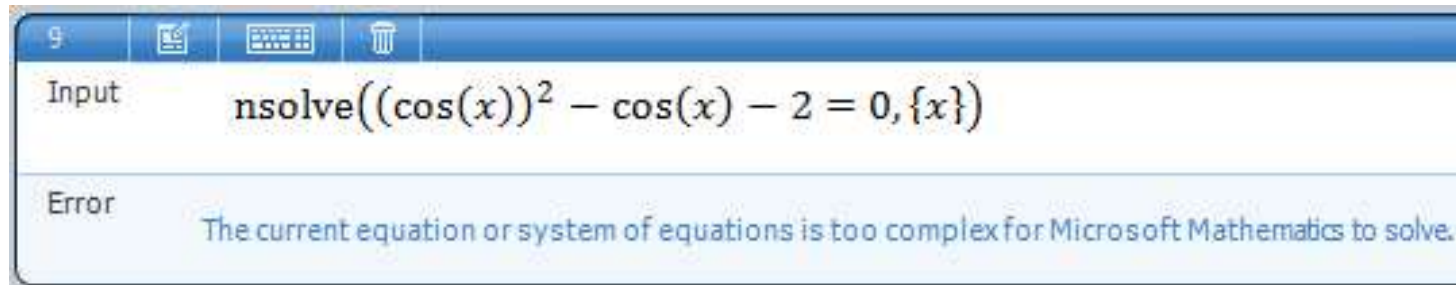 9
Input
nsolve((cos(x))² − cos(x) − 2 = 0, {x})
Error
The current equation or system of equations is too complex for Microsoft Mathematics to solve.